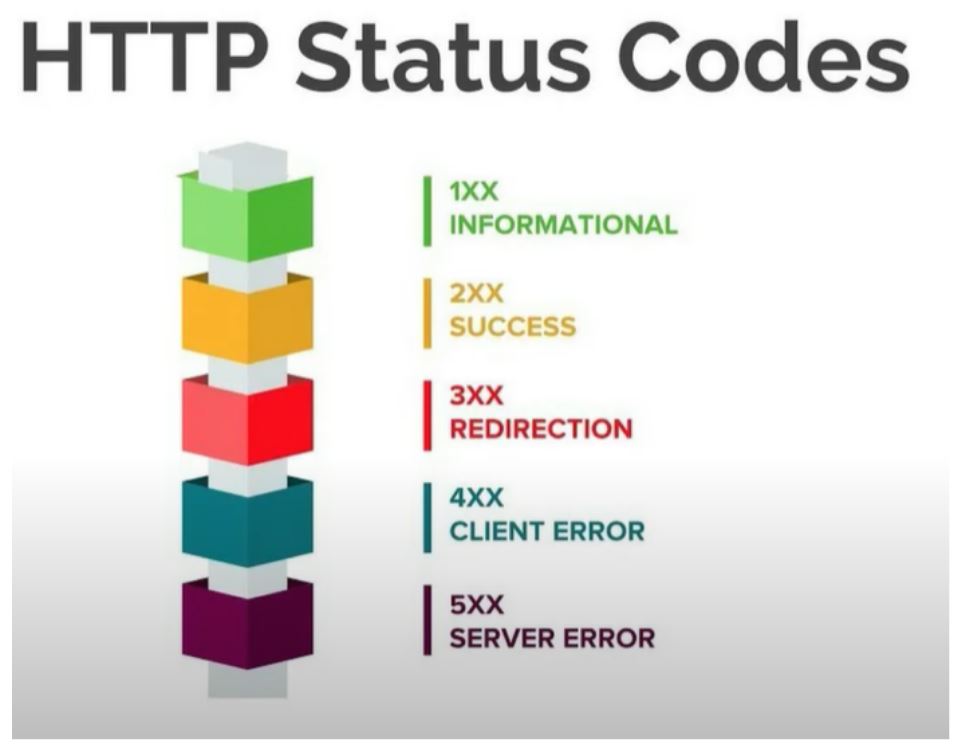 HTTP Status Codes
1XX
INFORMATIONAL
2XX
SUCCESS
3XX
REDIRECTION
4XX
CLIENT ERROR
5XX
SERVER ERROR